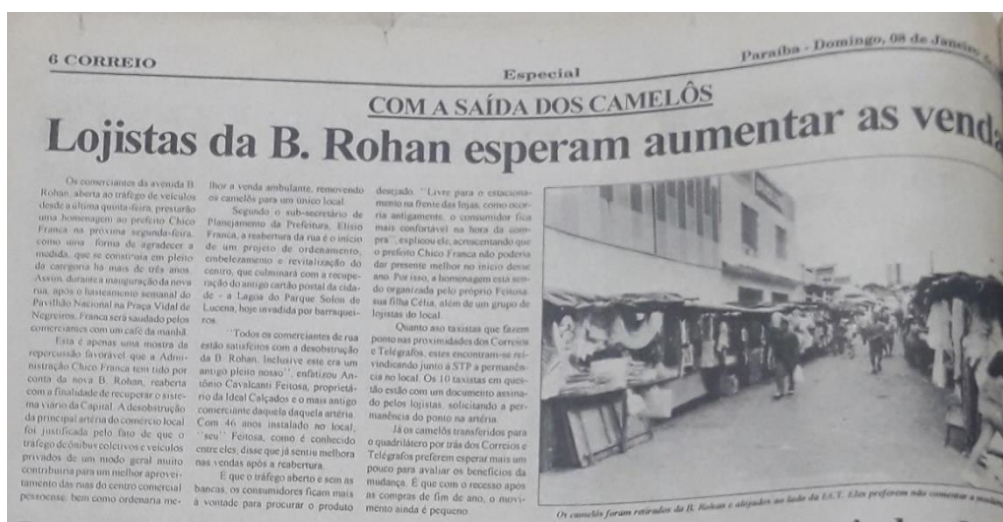 6 CORREIO
Especial
Paraíba - Domingo, 08 de Janeiro
COM A SAÍDA DOS CAMELÔS
Lojistas da B. Rohan esperam aumentar as venda
Os comerciantes da avenida B.
Rohan, aberta ao tráfego de veículos
desde a última quinta-feira, prestarão
uma homenagem ao prefeito Chico
Franca na próxima segunda-feira,
como uma forma de agradecer a
medida, que se construía em pleito
da categoria há mais de três anos.
Assim, durante a inauguração da nova
rua, após o hasteamento semanal do
Pavilhão Nacional na Praça Vidal de
Negreiros, Franca será saudado pelos
comerciantes com um café da manhã.
Esta é apenas uma mostra da
repercussão favorável que a Admi-
nistração Chico Franca tem tido por
conta da nova B. Rohan, reaberta
com a finalidade de recuperar o siste-
ma viário da Capital. A desobstrução
da principal artéria do comércio local
foi justificada pelo fato de que o
tráfego de ônibus coletivos e veículos
privados de um modo geral muito
contribuiria para um melhor aprovei-
tamento das ruas do centro comercial
pessoense, bem como ordenaria me-
lhor a venda ambulante, removendo
os camelôs para um único local.
Segundo o sub-secretário de
Planejamento da Prefeitura, Elísio
Franca, a reabertura da rua é o início
de um projeto de ordenamento,
embelezamento e revitalização do
centro, que culminará com a recupe-
ração do antigo cartão postal da cida-
de - a Lagoa do Parque Solon de
Lucena, hoje invadida por barraquei-
ros.
"Todos os comerciantes de rua
estão satisfeitos com a desobstrução
da B. Rohan. Inclusive este era um
antigo pleito nosso", enfatizou An-
tônio Cavalcanti Feitosa, proprietá-
rio da Ideal Calçados e o mais antigo
comerciante daquela daquela artéria.
Com 46 anos instalado no local,
"seu" Feitosa, como é conhecido
entre eles, disse que já sentiu melhora
nas vendas após a reabertura.
É que o tráfego aberto e sem as
bancas, os consumidores ficam mais
à vontade para procurar o produto
desejado. "Livre para o estaciona-
mento na frente das lojas, como ocor-
ria antigamente, o consumidor fica
mais confortável na hora da com-
pra", explicou ele, acrescentando que
o prefeito Chico Franca não poderia
dar presente melhor no início desse
ano. Por isso, a homenagem está sen-
do organizada pelo próprio Feitosa,
sua filha Célia, além de um grupo de
lojistas do local.
Quanto aso taxistas que fazem
ponto nas proximidades dos Correios
e Telégrafos, estes encontram-se rei-
vindicando junto à STP a permanên-
cia no local. Os 10 taxistas em ques-
tão estão com um documento assina-
do pelos lojistas, solicitando a per-
manência do ponto na artéria.
Já os camelôs transferidos para
o quadrilátero por trás dos Correios e
Telégrafos preferem esperar mais um
pouco para avaliar os benefícios da
mudança. É que com o recesso após
as compras de fim de ano, o movi-
mento ainda é pequeno.
Os camelôs foram retirados da B. Rohan e alojados ao lado da E.C.T. Eles preferem não comentar a